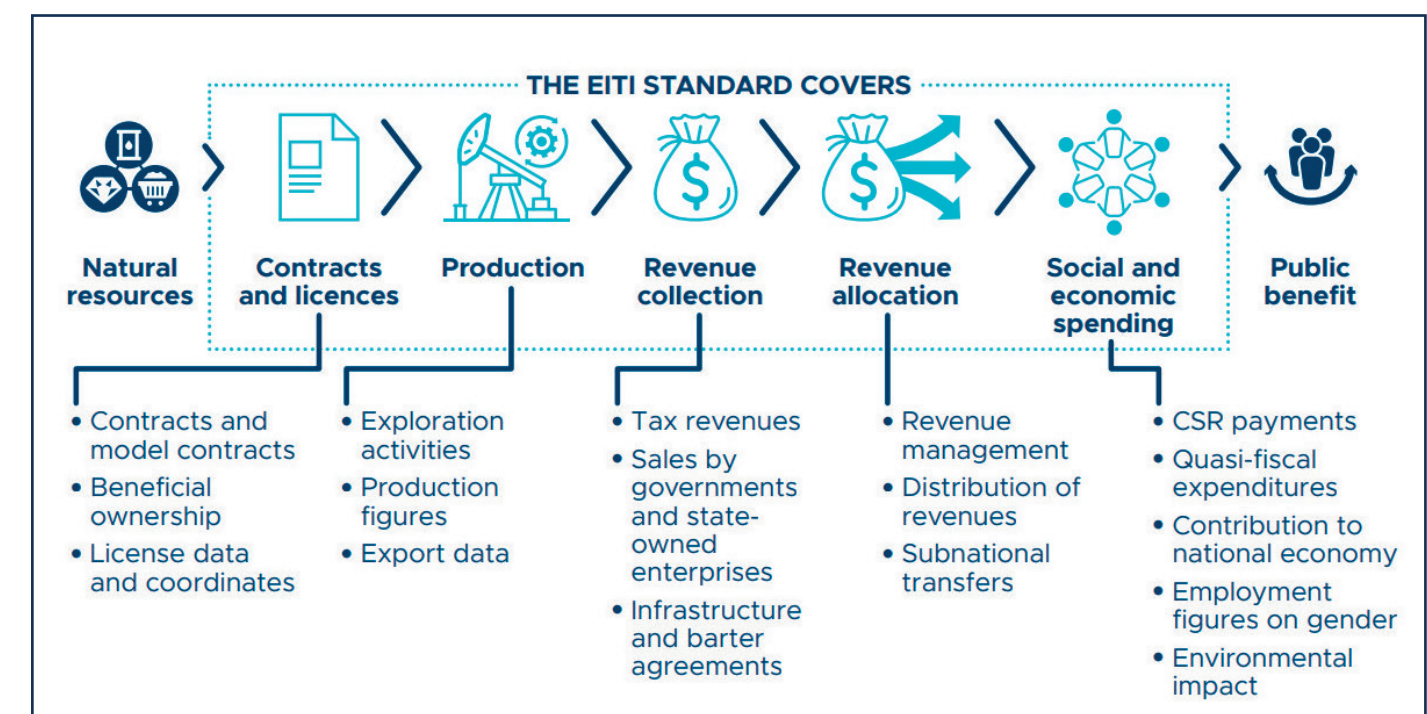 THE EITI STANDARD COVERS
Natural
resources
Contracts
and licences
Production
Revenue
collection
Revenue
allocation
Social and
economic
spending
Public
benefit
• Contracts and
model contracts
• Beneficial
ownership
• License data
and coordinates
• Exploration
activities
• Production
figures
• Export data
• Tax revenues
• Sales by
governments
and state-
owned
enterprises
• Infrastructure
and barter
agreements
• Revenue
management
• Distribution of
revenues
• Subnational
transfers
• CSR payments
• Quasi-fiscal
expenditures
• Contribution to
national economy
• Employment
figures on gender
• Environmental
impact